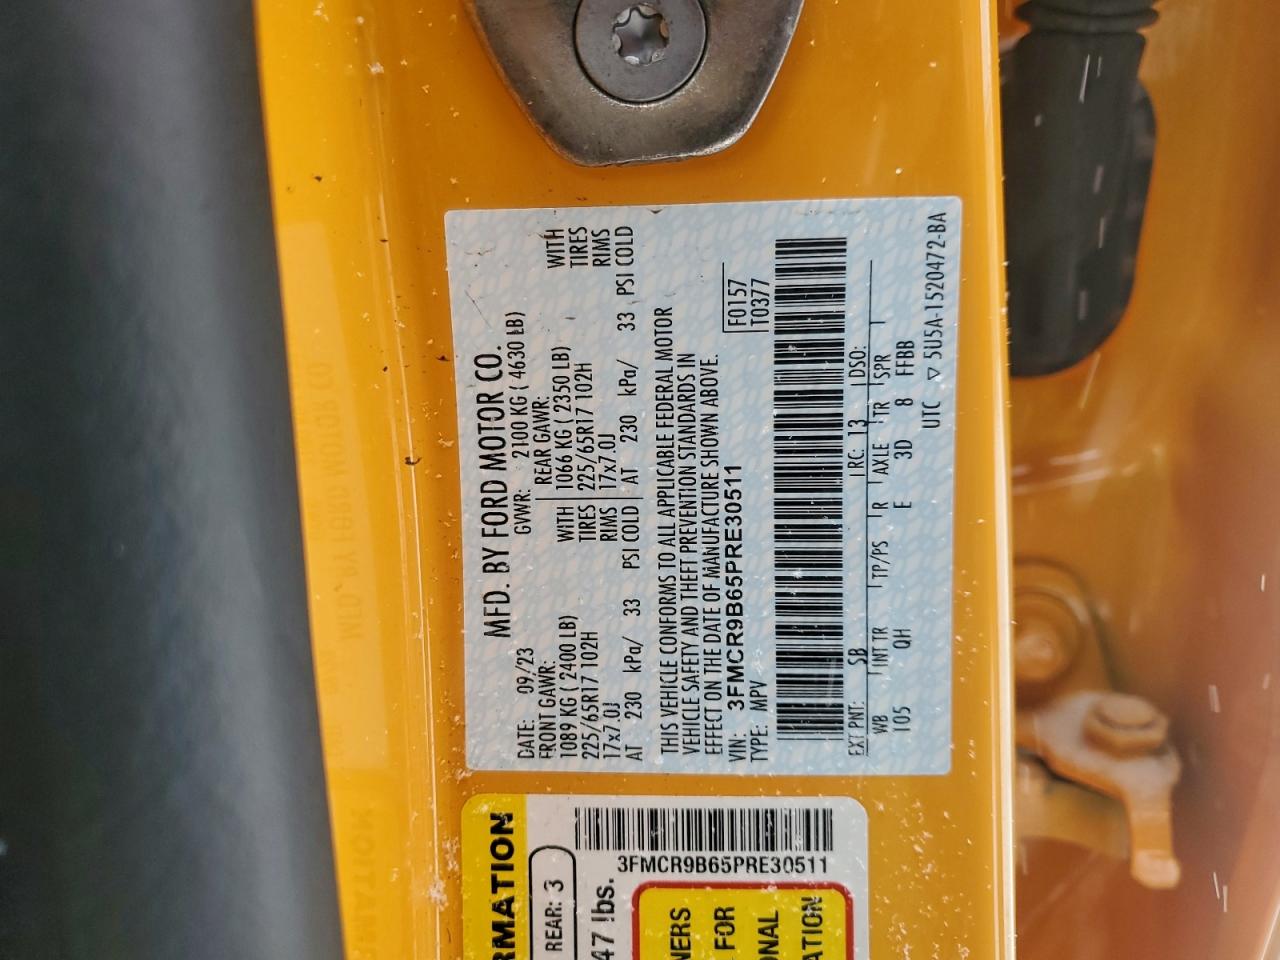 MFD. BY FORD MOTOR CO.
DATE: 09/23 GVWR: 2100 KG ( 4630 LB)
FRONT GAWR: REAR GAWR:
1089 KG ( 2400 LB) WITH 1066 KG ( 2350 LB) WITH
225/65R17 102H TIRES 225/65R17 102H TIRES
17x7.0J RIMS 17x7.0J RIMS
AT 230 kPa/ 33 PSI COLD AT 230 kPa/ 33 PSI COLD
THIS VEHICLE CONFORMS TO ALL APPLICABLE FEDERAL MOTOR
VEHICLE SAFETY AND THEFT PREVENTION STANDARDS IN
EFFECT ON THE DATE OF MANUFACTURE SHOWN ABOVE.
VIN: 3FMCR9B65PRE30511 F0157
TYPE: MPV T0377
EXT PNT: SB RC: 13 DSO:
WB INT TR TP/PS R AXLE TR SPR
105 QH E 3D 8 FFBB
UTC ▽ 5U5A-1520472-BA
RMATION
REAR: 3
47 lbs.
3FMCR9B65PRE30511
NERS
FOR
ONAL
ATION